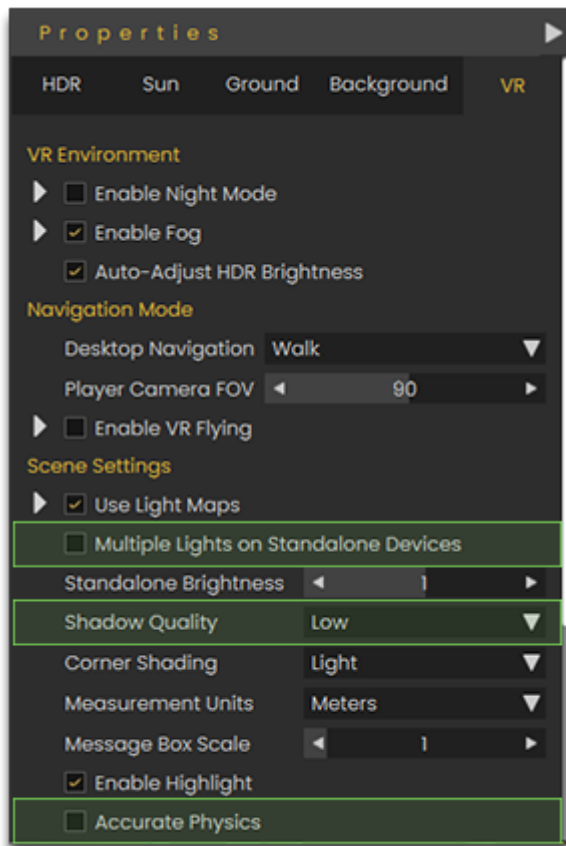 Properties
HDR Sun Ground Background VR
VR Environment
Enable Night Mode
Enable Fog
Auto-Adjust HDR Brightness
Navigation Mode
Desktop Navigation Walk
Player Camera FOV 90
Enable VR Flying
Scene Settings
Use Light Maps
Multiple Lights on Standalone Devices
Standalone Brightness 1
Shadow Quality Low
Corner Shading Light
Measurement Units Meters
Message Box Scale 1
Enable Highlight
Accurate Physics